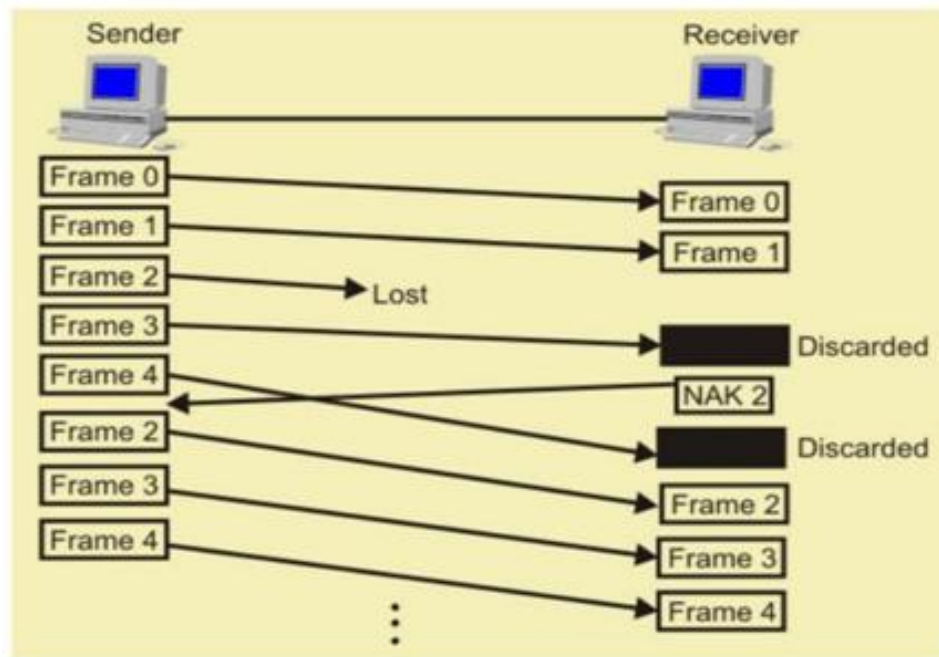 Sender
Receiver
Frame 0
Frame 0
Frame 1
Frame 1
Frame 2
Lost
Frame 3
Discarded
Frame 4
NAK 2
Frame 2
Discarded
Frame 3
Frame 2
Frame 4
Frame 3
Frame 4